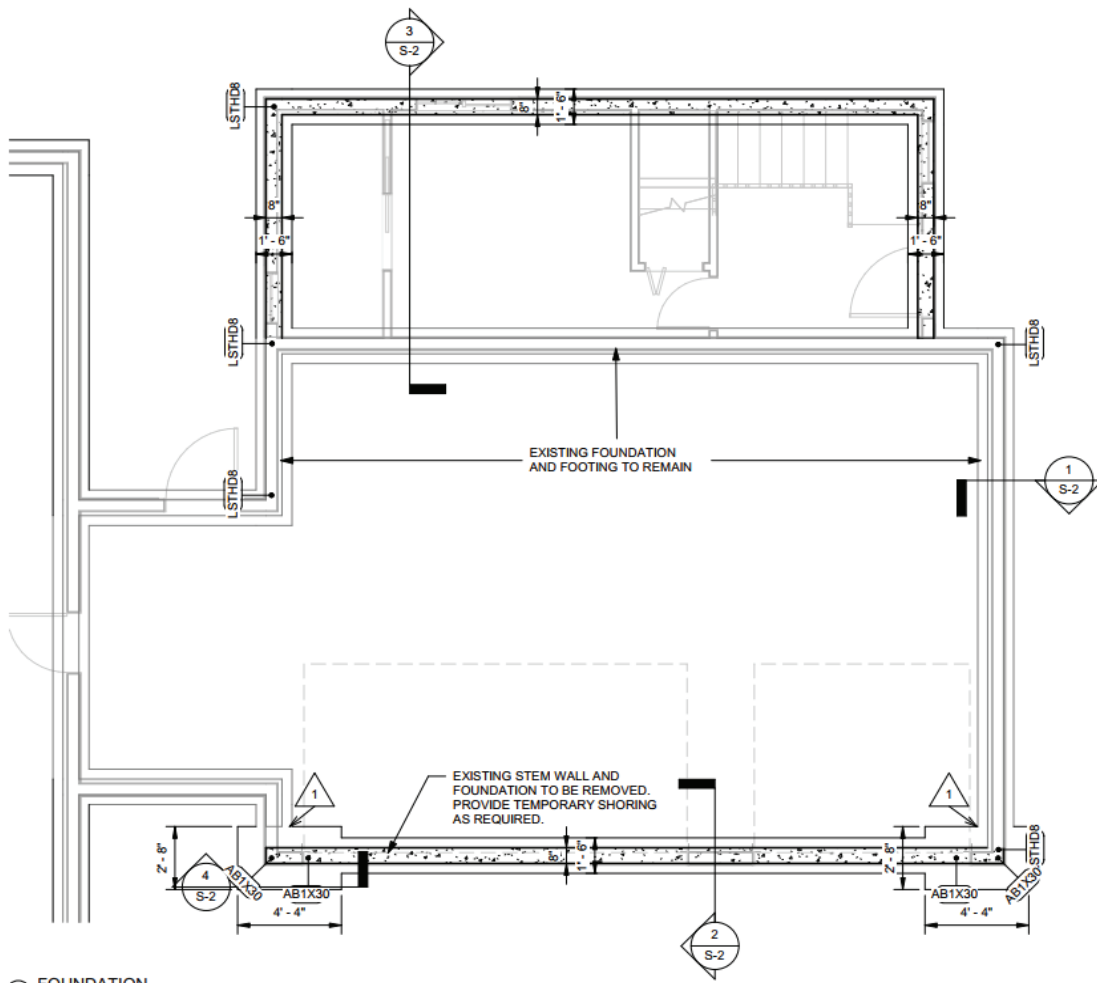 3
S-2
LSTHD8
8"
1' - 6"
8"
1' - 6"
8"
1' - 6"
LSTHD8
LSTHD8
EXISTING FOUNDATION
AND FOOTING TO REMAIN
1
S-2
LSTHD8
EXISTING STEM WALL AND
FOUNDATION TO BE REMOVED.
PROVIDE TEMPORARY SHORING
AS REQUIRED.
1
1
2' - 8"
8"
1' - 6"
2' - 8"
LSTHD8
4
S-2
AB1X30
AB1X30
AB1X30
AB1X30
4' - 4"
4' - 4"
2
S-2
FOUNDATION